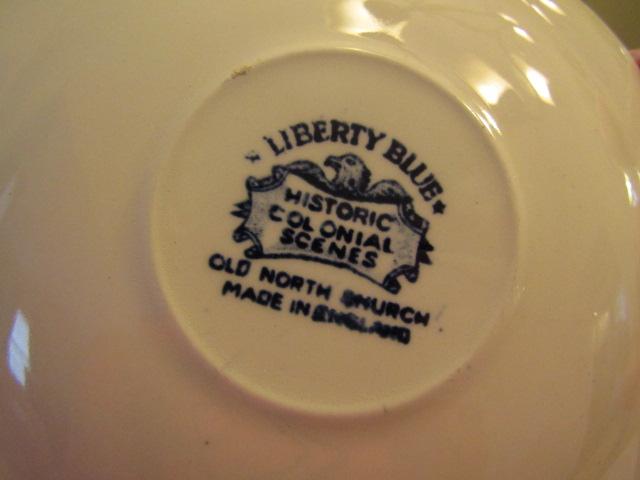 LIBERTY BLUE
HISTORIC
COLONIAL
SCENES
OLD NORTH CHURCH
MADE IN ENGLAND